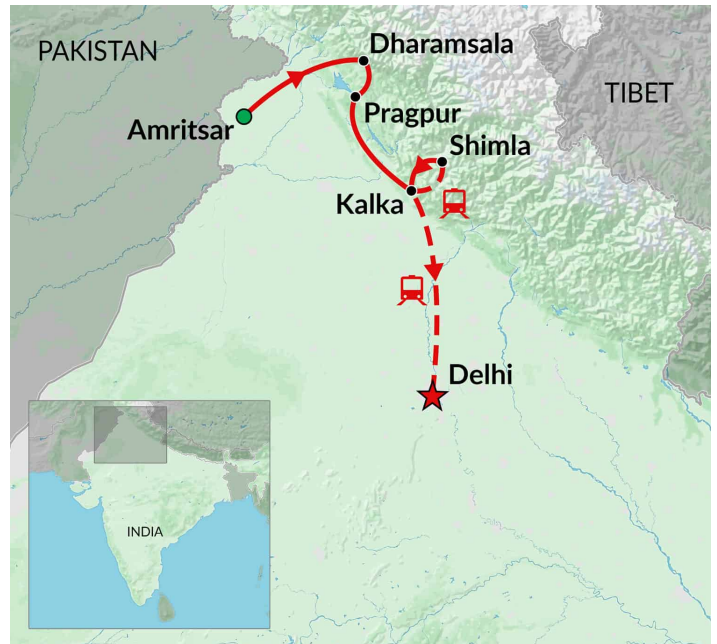 PAKISTAN
Dharamsala
TIBET
Pragpur
Amritsar
Shimla
Kalka
Delhi
INDIA